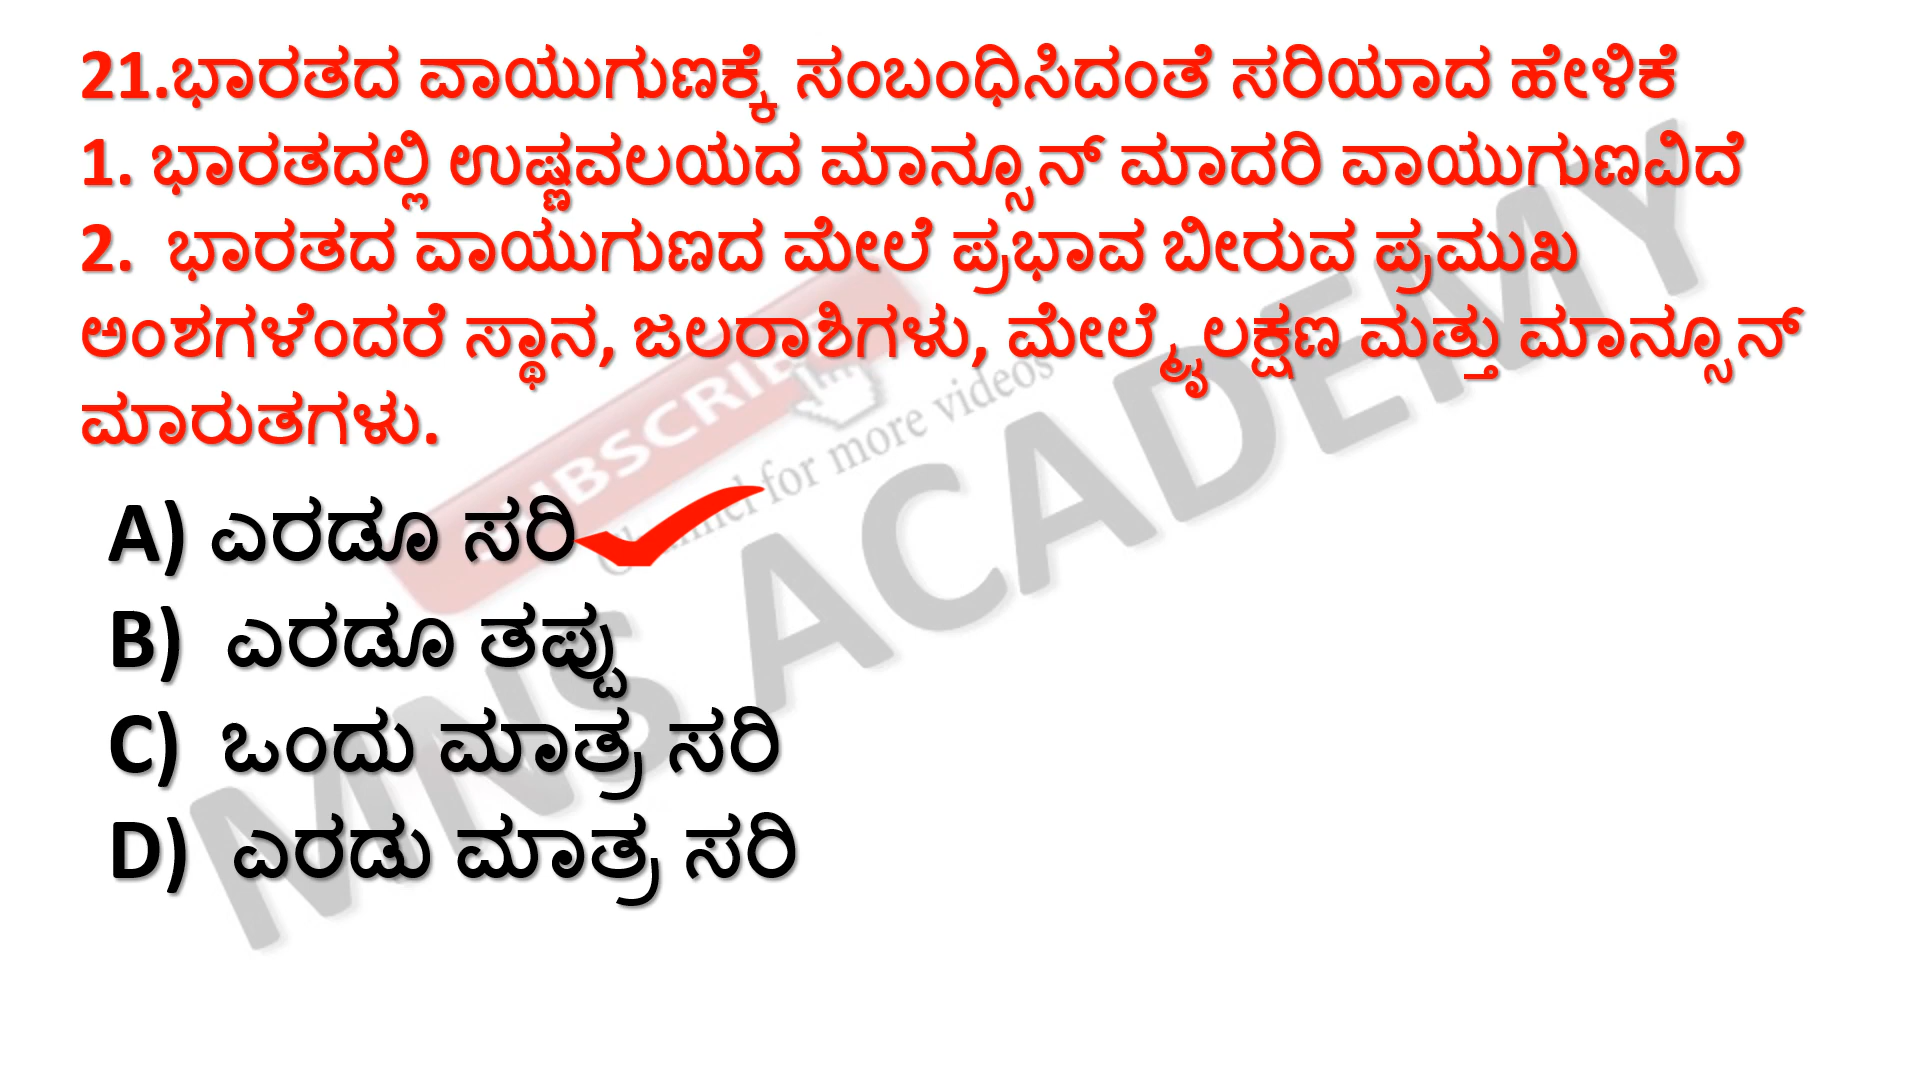 21.ಭಾರತದ ವಾಯುಗುಣಕ್ಕೆ ಸಂಬಂಧಿಸಿದಂತೆ ಸರಿಯಾದ ಹೇಳಿಕೆ
1. ಭಾರತದಲ್ಲಿ ಉಷ್ಣವಲಯದ ಮಾನ್ಸೂನ್ ಮಾದರಿ ವಾಯುಗುಣವಿದೆ
2. ಭಾರತದ ವಾಯುಗುಣದ ಮೇಲೆ ಪ್ರಭಾವ ಬೀರುವ ಪ್ರಮುಖ
ಅಂಶಗಳೆಂದರೆ ಸ್ಥಾನ, ಜಲರಾಶಿಗಳು, ಮೇಲ್ಮೈಲಕ್ಷಣ ಮತ್ತು ಮಾನ್ಸೂನ್
ಮಾರುತಗಳು.
A) ಎರಡೂ ಸರಿ
B) ಎರಡೂ ತಪ್ಪು
C) ಒಂದು ಮಾತ್ರ ಸರಿ
D) ಎರಡು ಮಾತ್ರ ಸರಿ
SUBSCRIBE
Channel for more videos
MNS ACADEMY